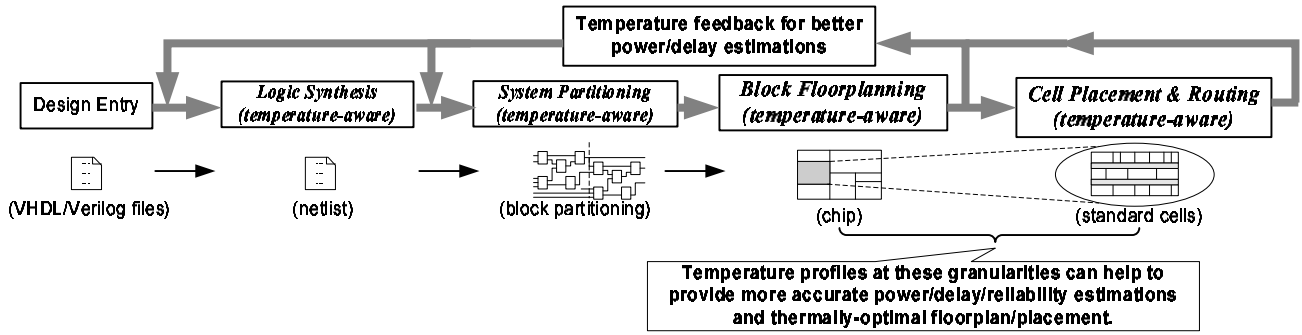 Temperature feedback for better
power/delay estimations
Design Entry
Logic Synthesis
(temperature-aware)
System Partitioning
(temperature-aware)
Block Floorplanning
(temperature-aware)
Cell Placement & Routing
(temperature-aware)
(VHDL/Verilog files)
(netlist)
(block partitioning)
(chip)
(standard cells)
Temperature profiles at these granularities can help to
provide more accurate power/delay/reliability estimations
and thermally-optimal floorplan/placement.